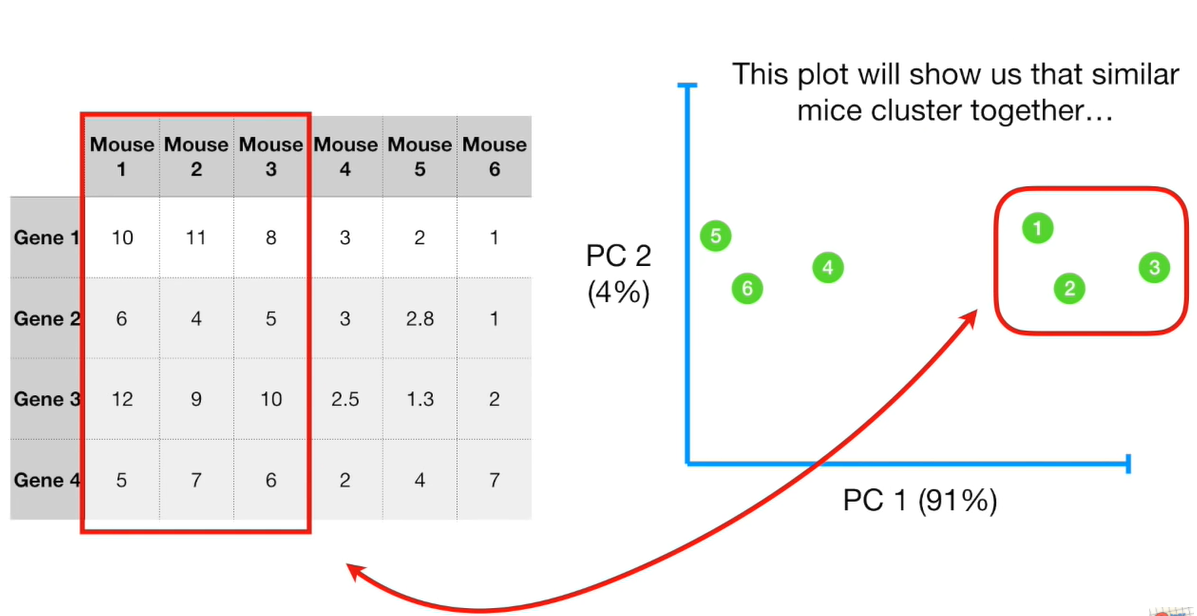 This plot will show us that similar
mice cluster together...
Mouse 1 Mouse 2 Mouse 3 Mouse 4 Mouse 5 Mouse 6
Gene 1 10 11 8 3 2 1
Gene 2 6 4 5 3 2.8 1
Gene 3 12 9 10 2.5 1.3 2
Gene 4 5 7 6 2 4 7
PC 2
(4%)
5
6
4
1
2
3
PC 1 (91%)